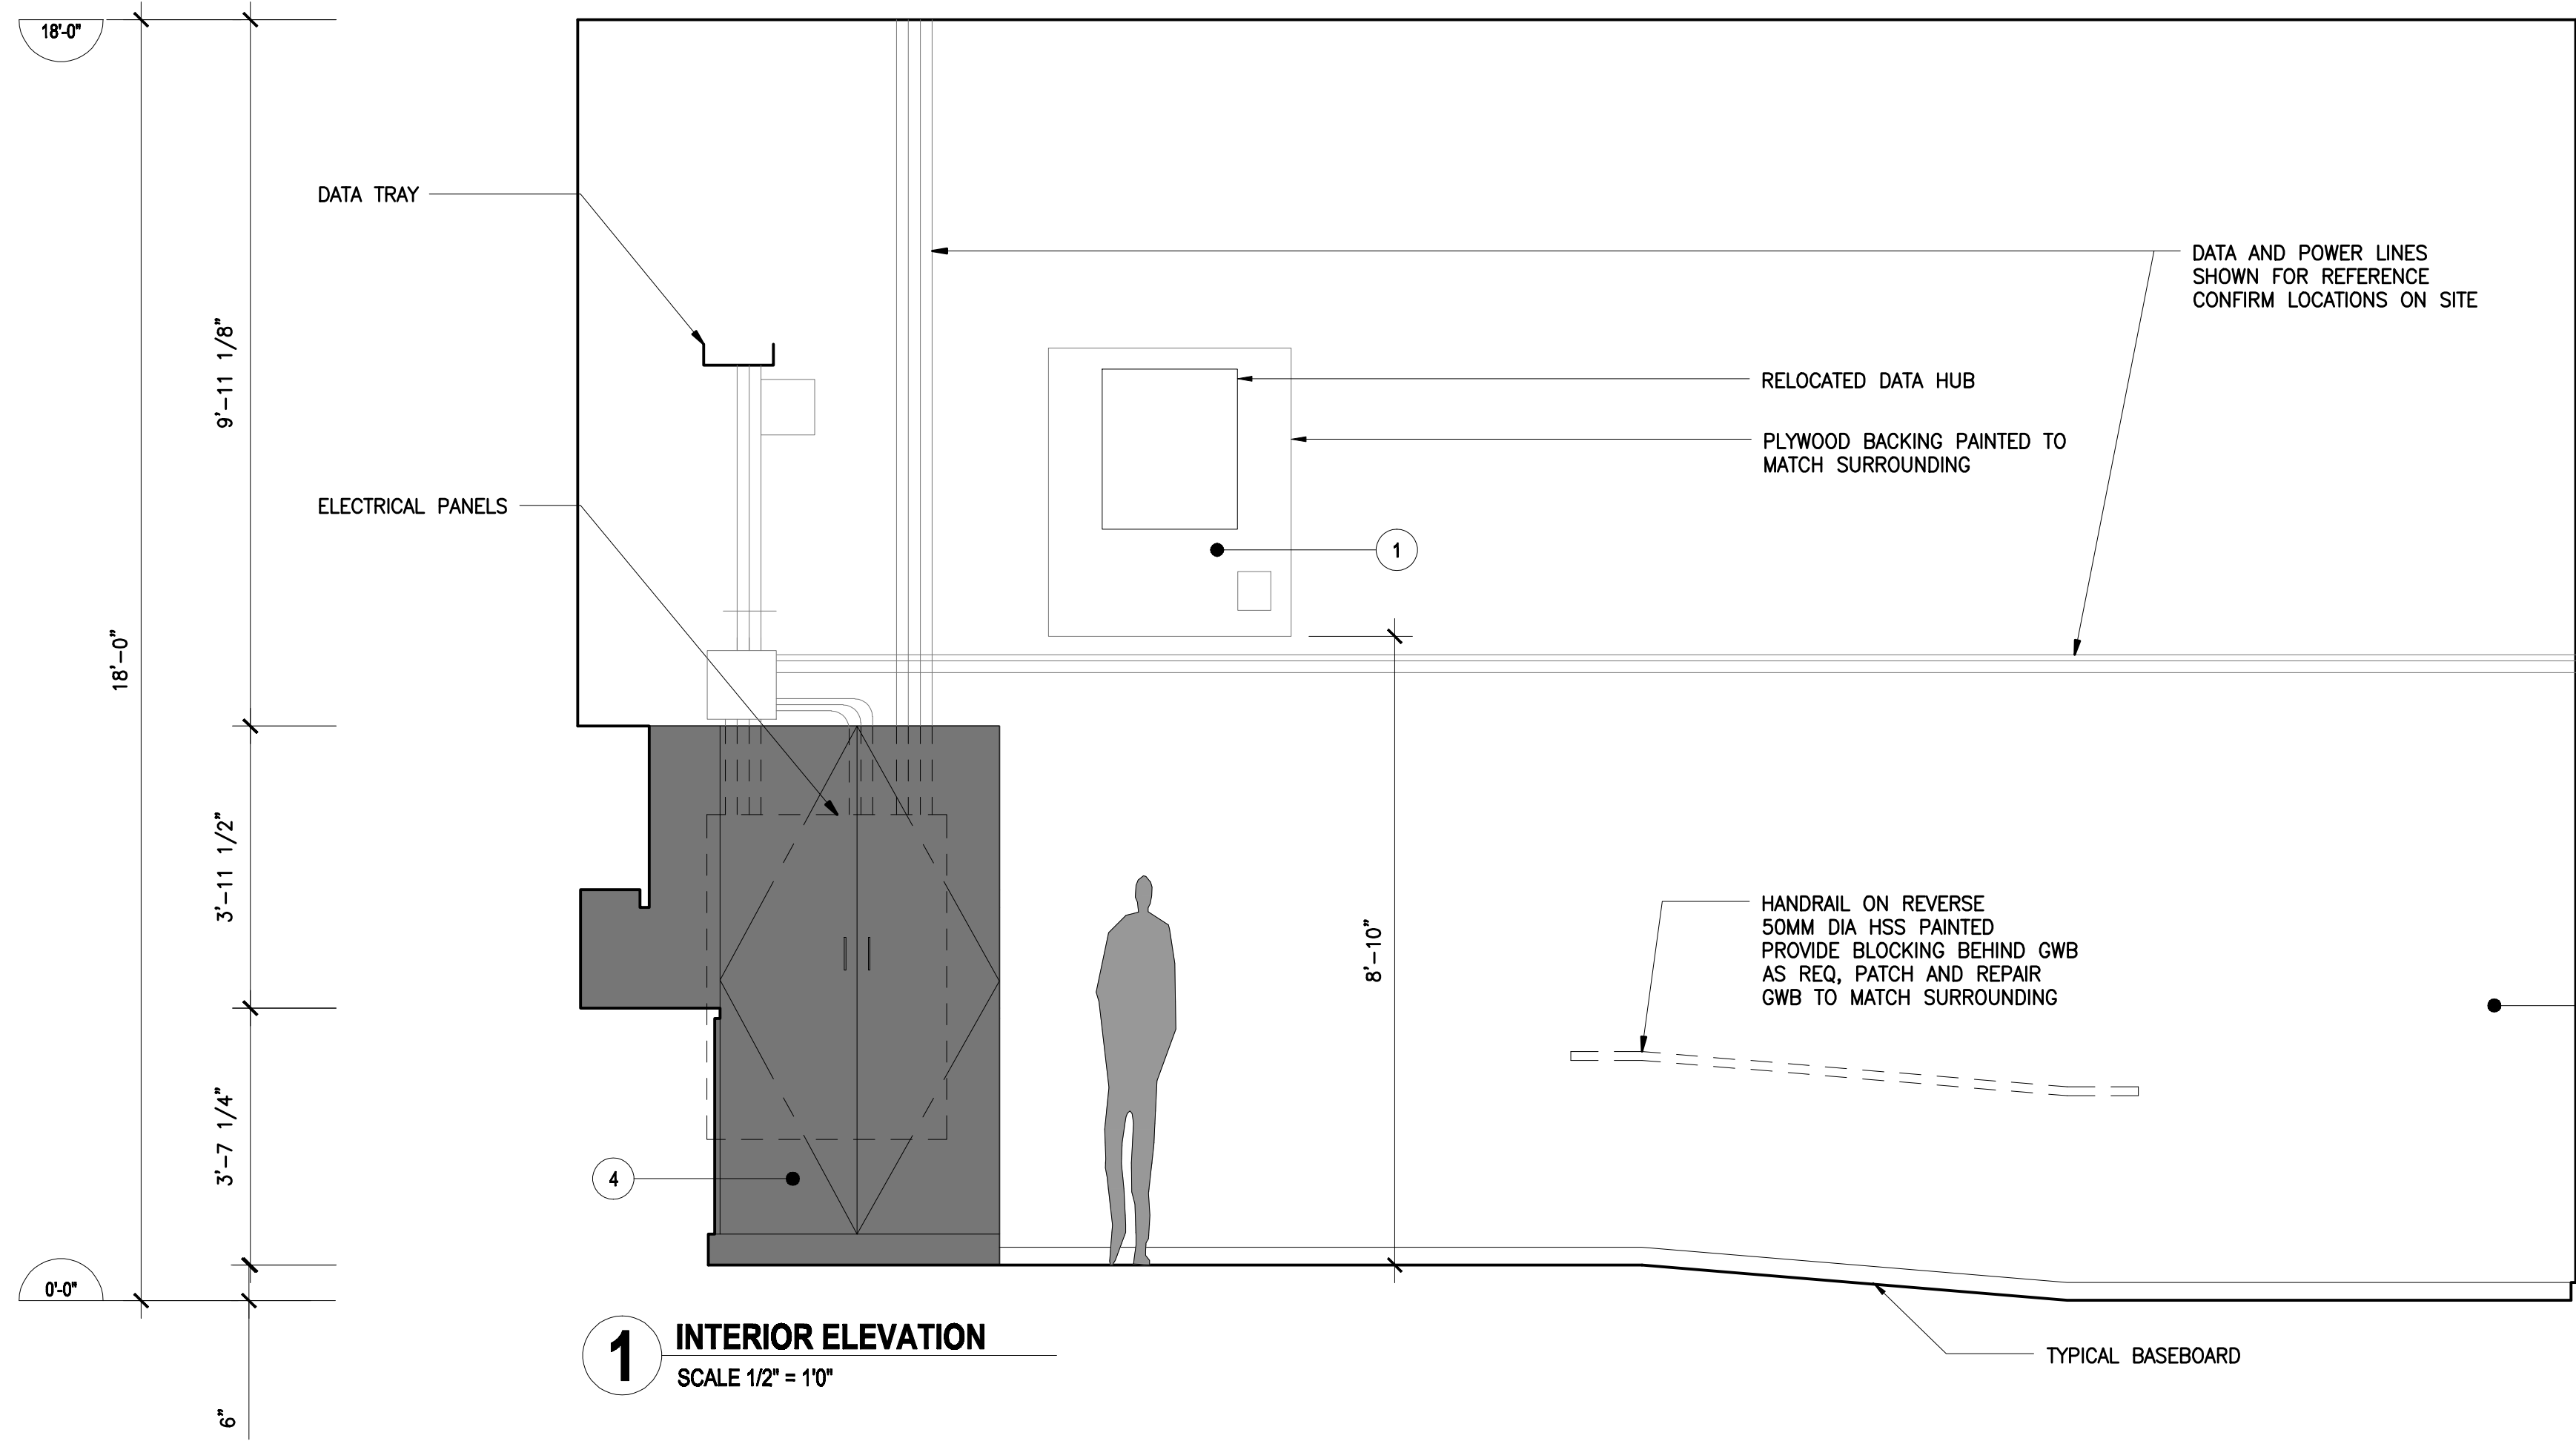 18'-0"
DATA TRAY
DATA AND POWER LINES
SHOWN FOR REFERENCE
CONFIRM LOCATIONS ON SITE
9'-11 1/8"
RELOCATED DATA HUB
PLYWOOD BACKING PAINTED TO
MATCH SURROUNDING
ELECTRICAL PANELS
1
18'-0"
3'-11 1/2"
8'-10"
HANDRAIL ON REVERSE
50MM DIA HSS PAINTED
PROVIDE BLOCKING BEHIND GWB
AS REQ, PATCH AND REPAIR
GWB TO MATCH SURROUNDING
3'-7 1/4"
4
0'-0"
1 INTERIOR ELEVATION
SCALE 1/2" = 1'0"
TYPICAL BASEBOARD
6"